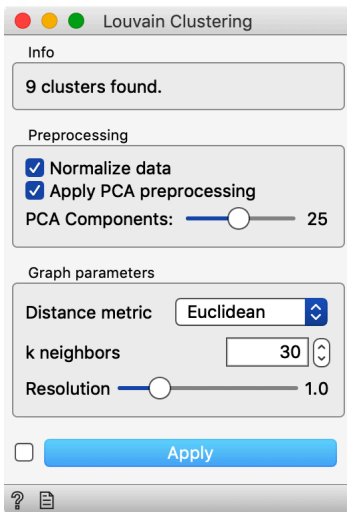 Louvain Clustering
Info
9 clusters found.
Preprocessing
Normalize data
Apply PCA preprocessing
PCA Components: 25
Graph parameters
Distance metric Euclidean
k neighbors 30
Resolution 1.0
Apply
?